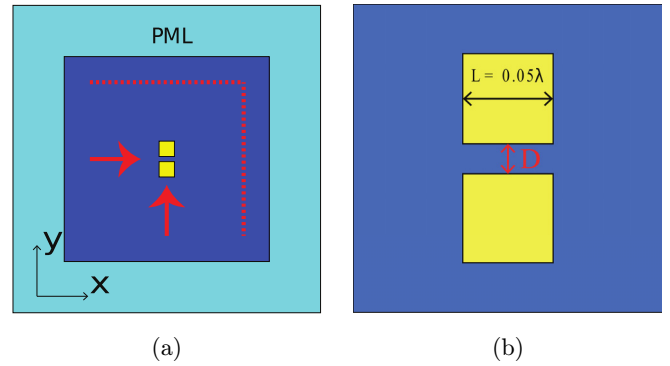 PML
y
x
(a)
L = 0.05λ
D
(b)